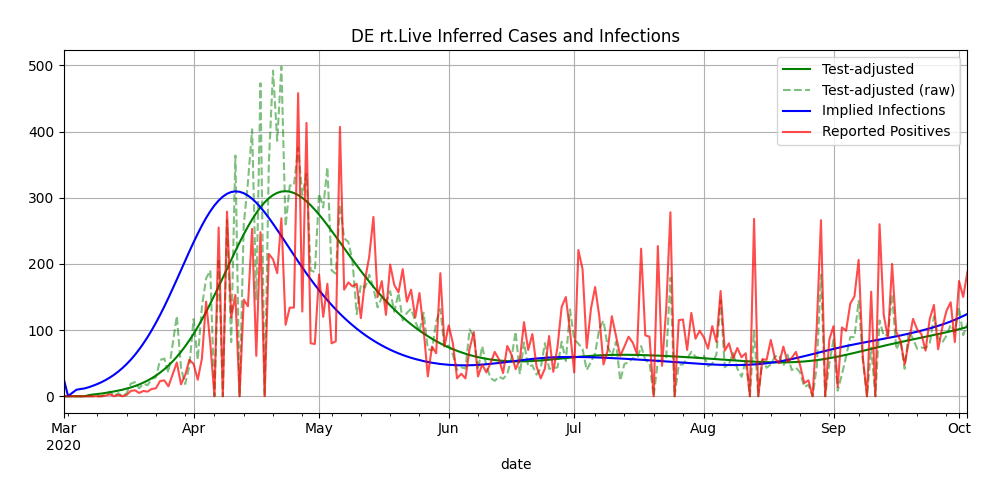 DE rt.Live Inferred Cases and Infections
500
400
300
200
100
0
Test-adjusted
Test-adjusted (raw)
Implied Infections
Reported Positives
Mar
2020
Apr
May
Jun
Jul
Aug
Sep
Oct
date